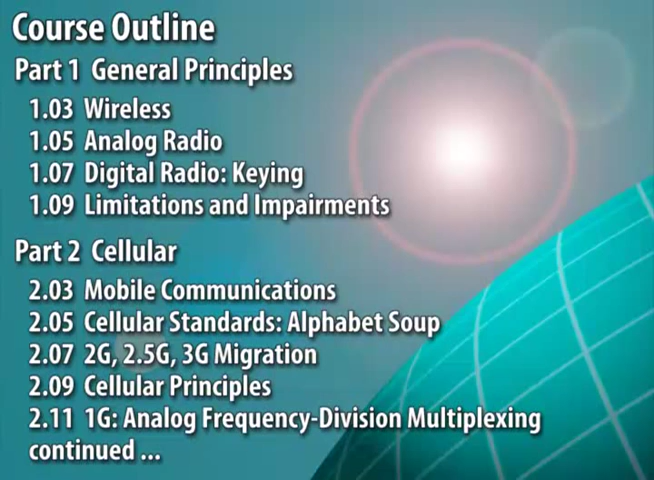 Course Outline
Part 1 General Principles
1.03 Wireless
1.05 Analog Radio
1.07 Digital Radio: Keying
1.09 Limitations and Impairments
Part 2 Cellular
2.03 Mobile Communications
2.05 Cellular Standards: Alphabet Soup
2.07 2G, 2.5G, 3G Migration
2.09 Cellular Principles
2.11 1G: Analog Frequency-Division Multiplexing
continued ...